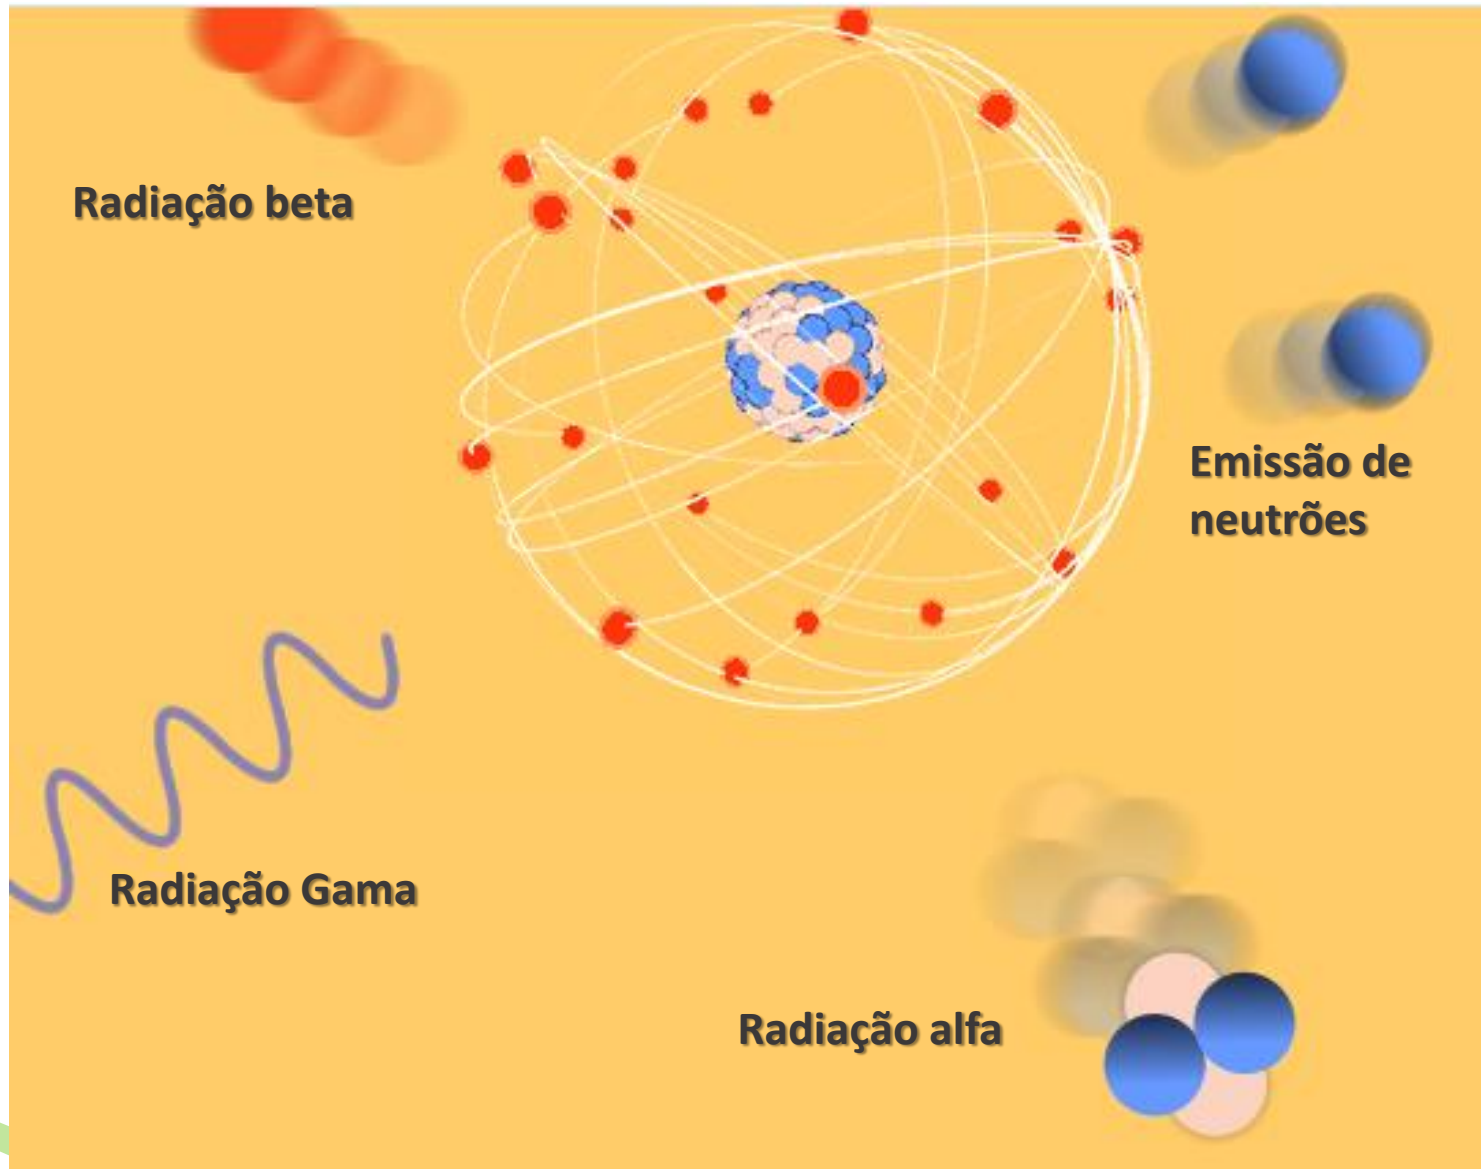 Radiação beta
Emissão de
neutrões
Radiação Gama
Radiação alfa